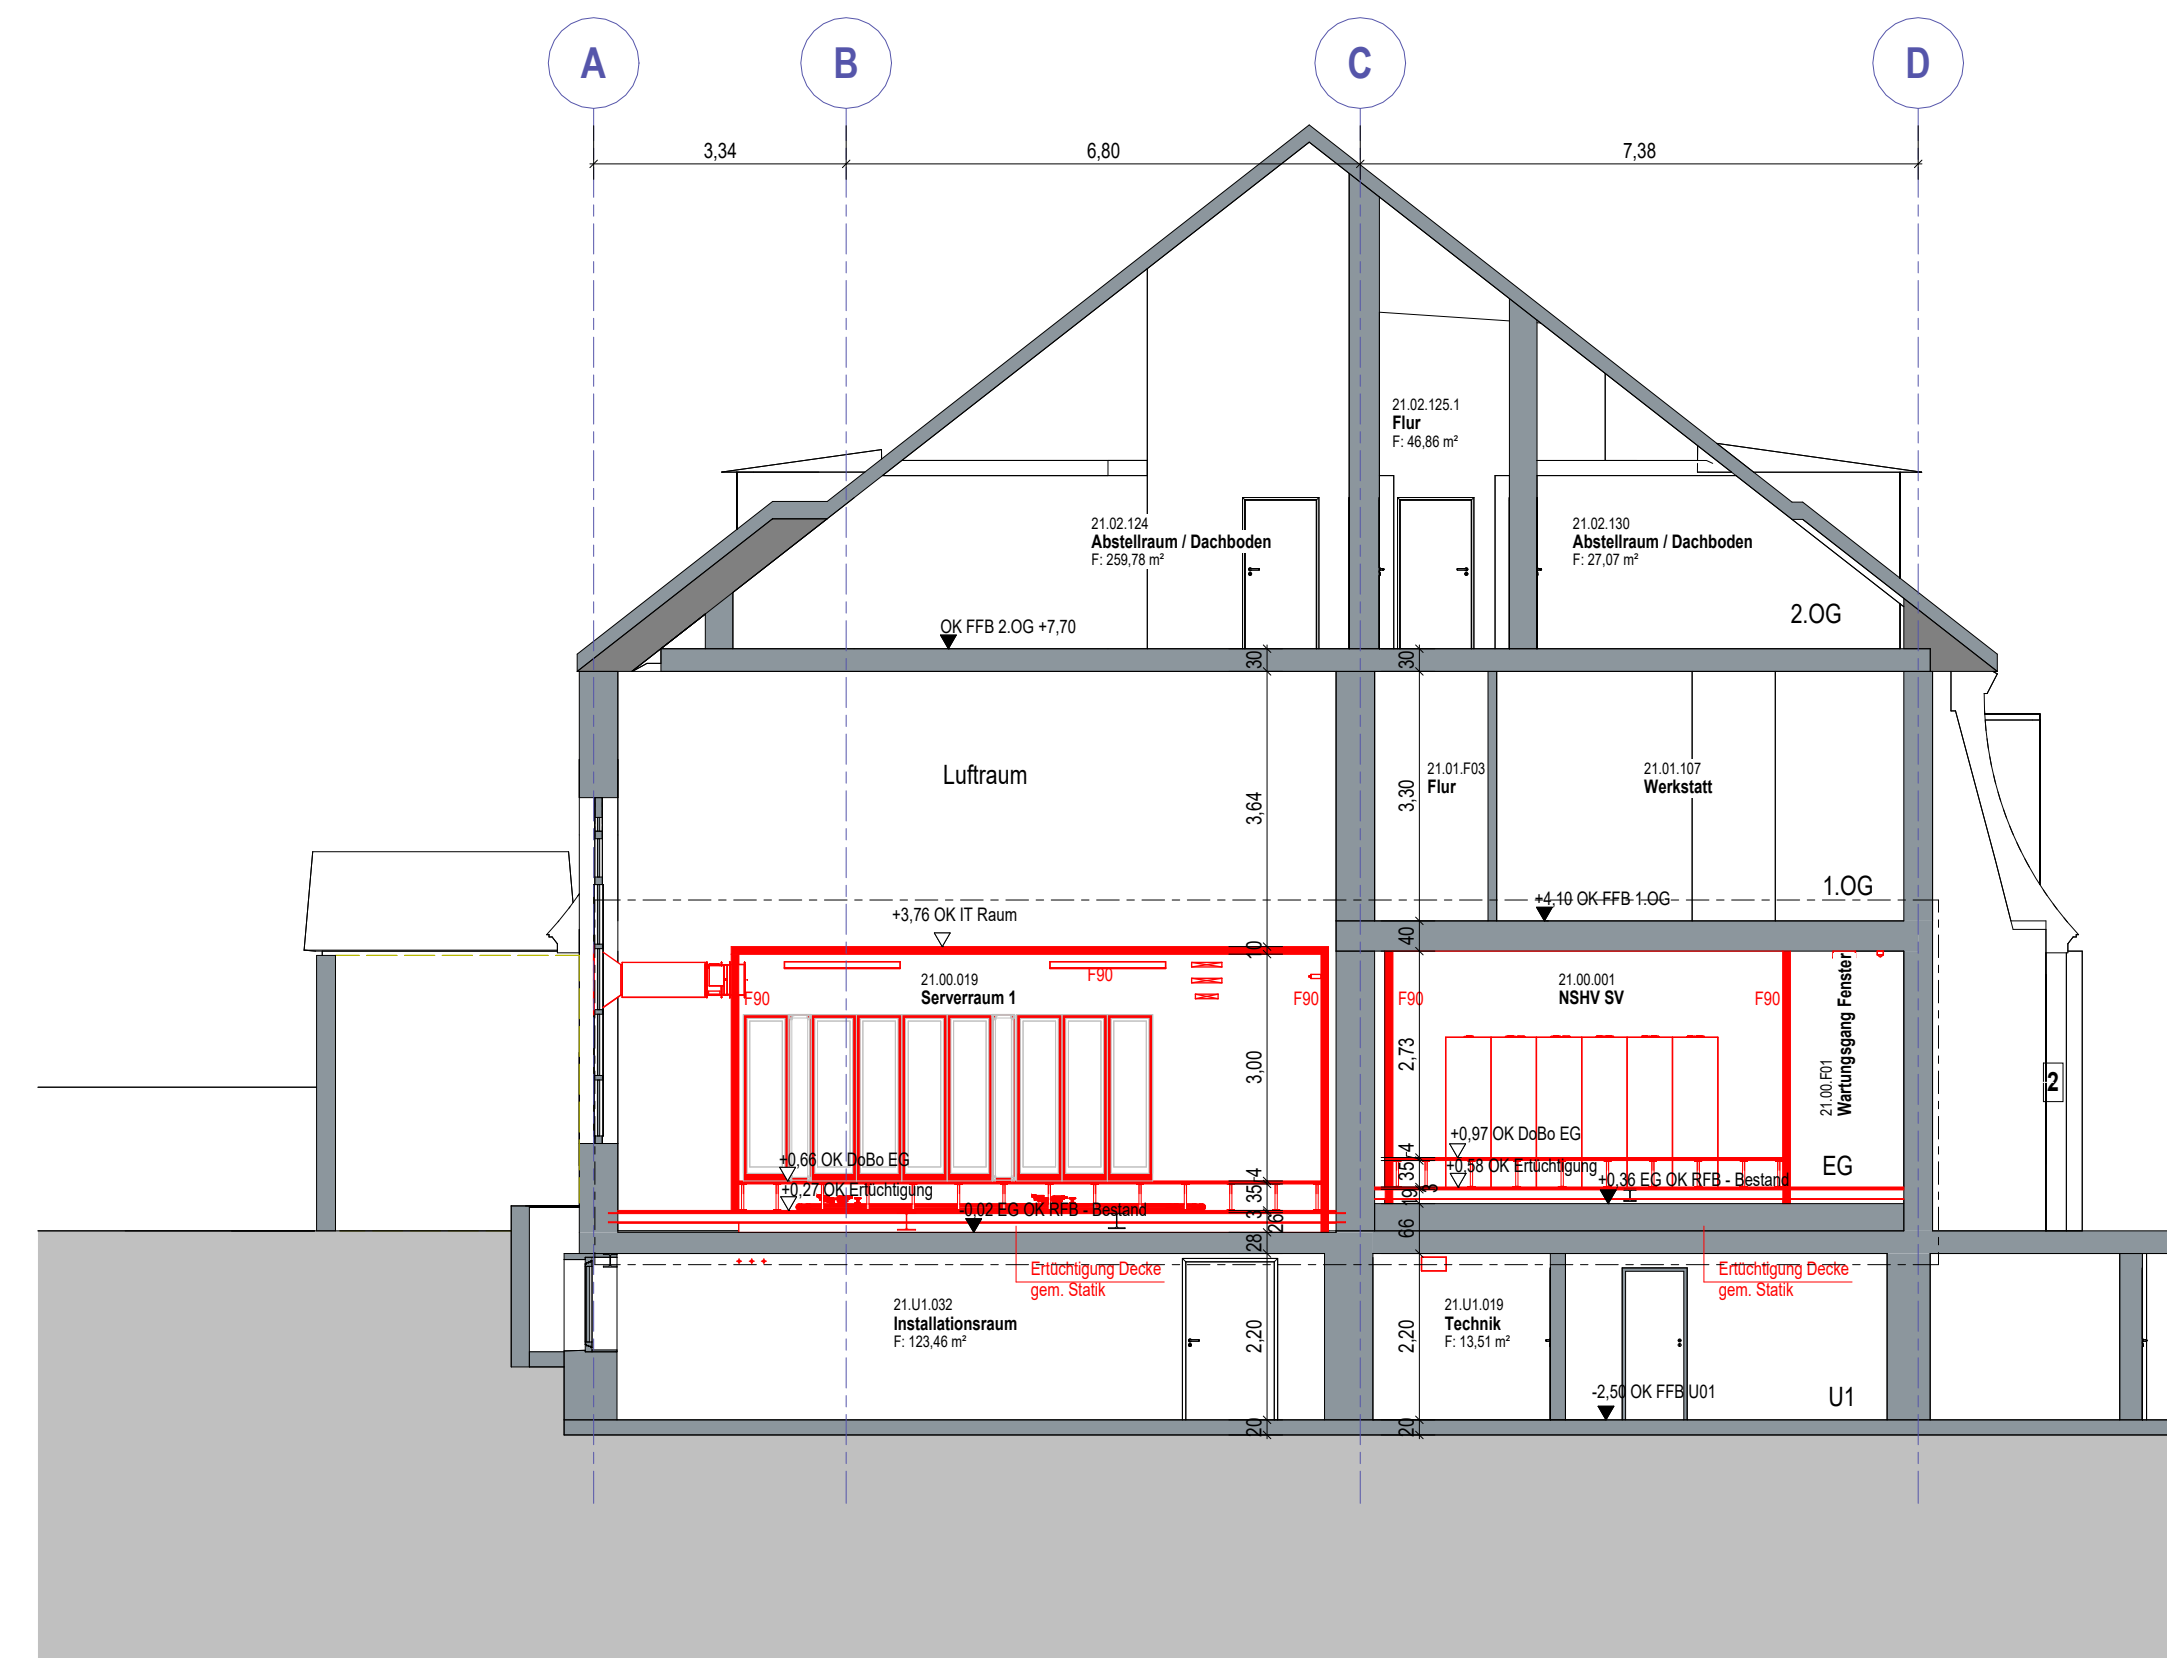 A
B
C
D
3,34
6,80
7,38
21.02.125.1
Flur
F: 46,86 m²
21.02.124
Abstellraum / Dachboden
F: 259,78 m²
21.02.130
Abstellraum / Dachboden
F: 27,07 m²
2.OG
OK FFB 2.OG +7,70
30
30
Luftraum
3,64
3,30
21.01.F03
Flur
21.01.107
Werkstatt
1.OG
+4,10 OK FFB 1.OG
+3,76 OK IT Raum
40
21.00.019
Serverraum 1
F90
F90
F90
21.00.001
NSHV SV
F90
F90
21.00.F01
Wartungsgang Fenster
3,00
2,73
2
+0,66 OK DoBo EG
+0,27 OK Ertüchtigung
-0,02 EG OK RFB - Bestand
+0,97 OK DoBo EG
+0,58 OK Ertüchtigung
+0,36 EG OK RFB - Bestand
EG
4
35
3
26
28
4
35
3
19
66
Ertüchtigung Decke
gem. Statik
Ertüchtigung Decke
gem. Statik
21.U1.032
Installationsraum
F: 123,46 m²
2,20
2,20
21.U1.019
Technik
F: 13,51 m²
-2,50 OK FFB U01
U1
20
20